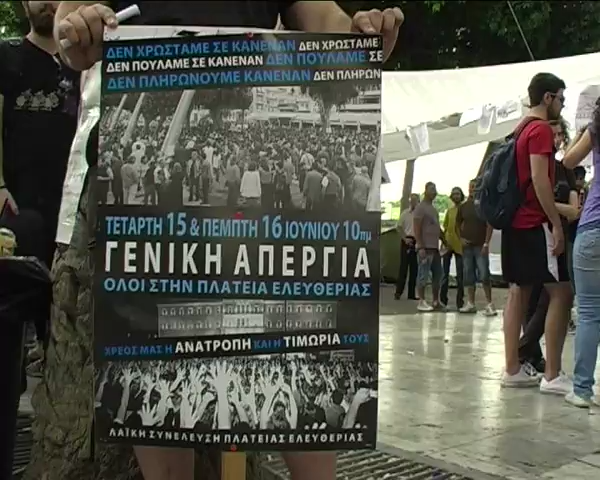 ΔΕΝ ΧΡΩΣΤΑΜΕ ΣΕ ΚΑΝΕΝΑΝ ΔΕΝ ΧΡΩΣΤΑΜΕ
ΔΕΝ ΠΟΥΛΑΜΕ ΣΕ ΚΑΝΕΝΑΝ ΔΕΝ ΠΟΥΛΑΜΕ ΣΕ
ΔΕΝ ΠΛΗΡΩΝΟΥΜΕ ΚΑΝΕΝΑΝ ΔΕΝ ΠΛΗΡΩΝ
ΤΕΤΑΡΤΗ 15 & ΠΕΜΠΤΗ 16 ΙΟΥΝΙΟΥ 10πμ
ΓΕΝΙΚΗ ΑΠΕΡΓΙΑ
ΟΛΟΙ ΣΤΗΝ ΠΛΑΤΕΙΑ ΕΛΕΥΘΕΡΙΑΣ
ΧΡΕΟΣ ΜΑΣ Η ΑΝΑΤΡΟΠΗ ΚΑΙ Η ΤΙΜΩΡΙΑ ΤΟΥΣ
ΛΑΪΚΗ ΣΥΝΕΛΕΥΣΗ ΠΛΑΤΕΙΑΣ ΕΛΕΥΘΕΡΙΑΣ